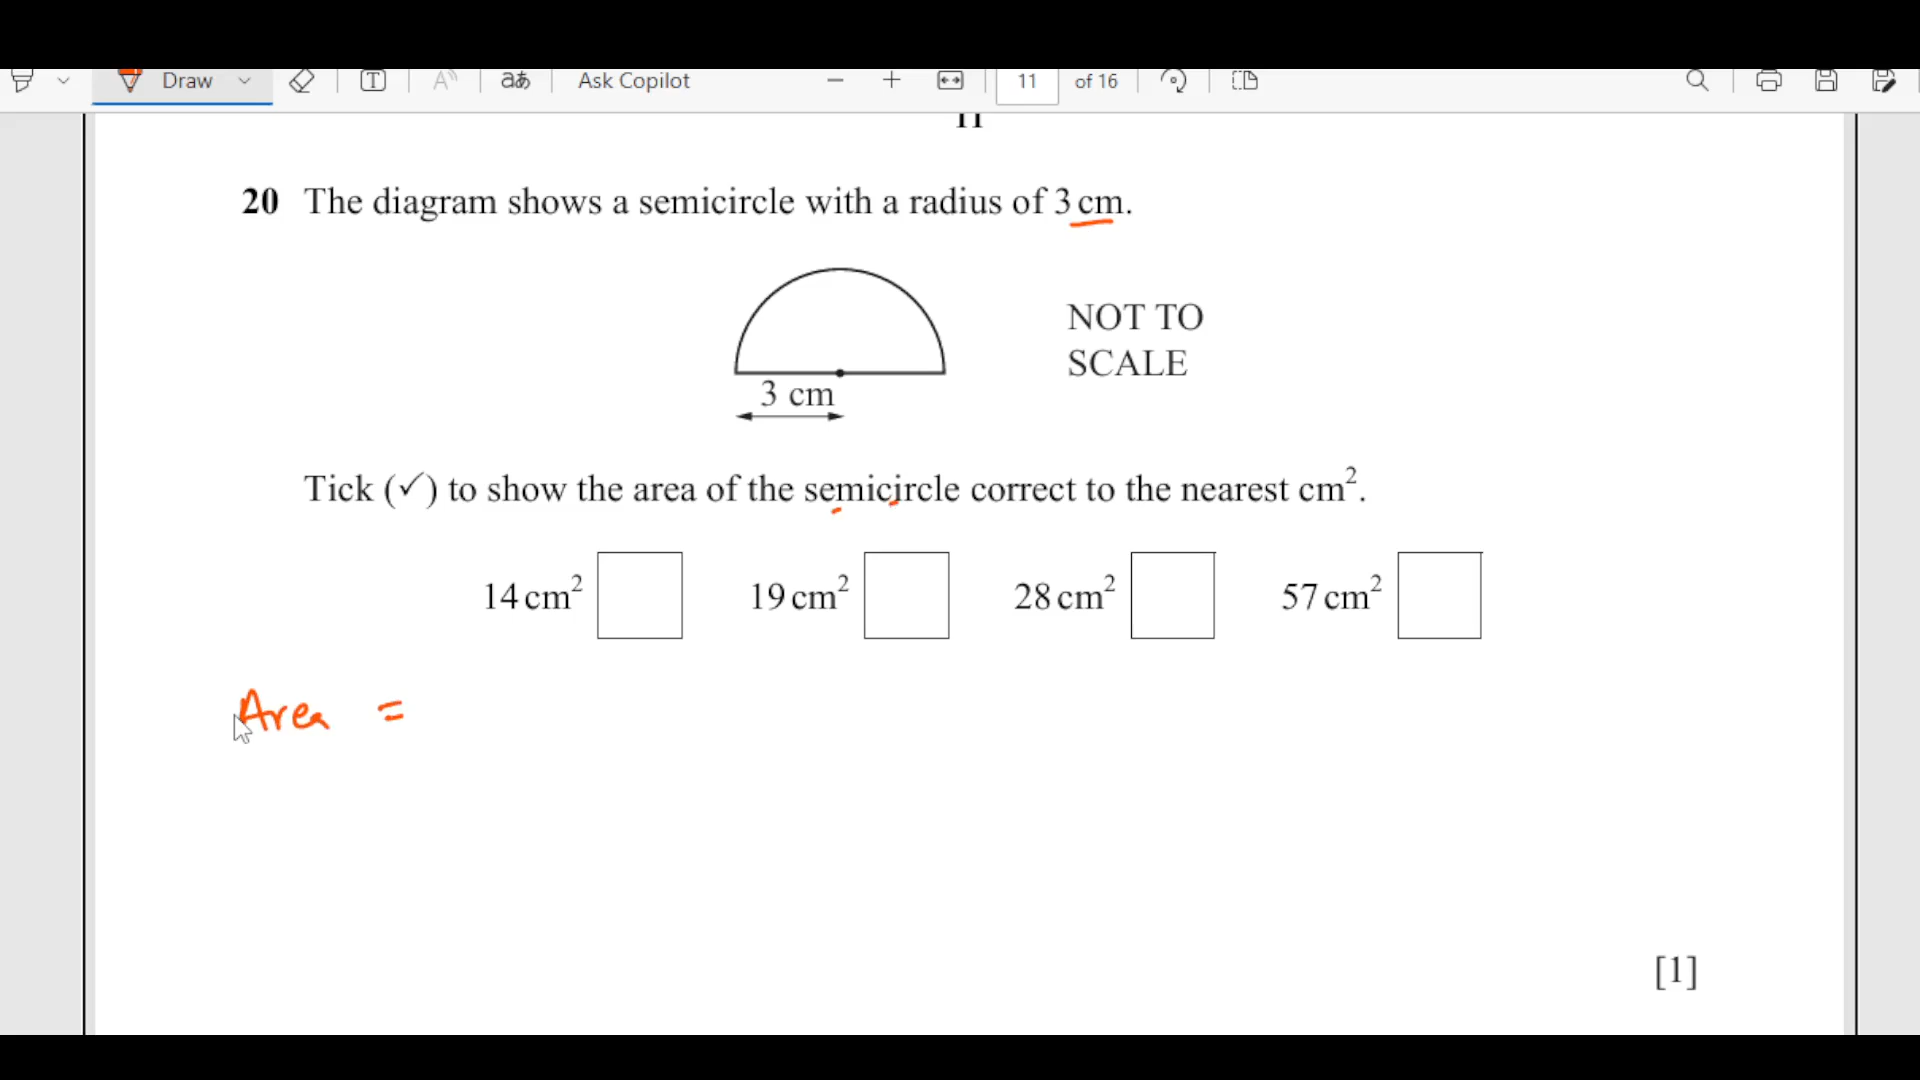 Draw T A aあ Ask Copilot 11 of 16
11
20 The diagram shows a semicircle with a radius of 3 cm.
NOT TO
SCALE
3 cm
Tick (✓) to show the area of the semicircle correct to the nearest cm².
14 cm² 19 cm² 28 cm² 57 cm²
Area =
[1]